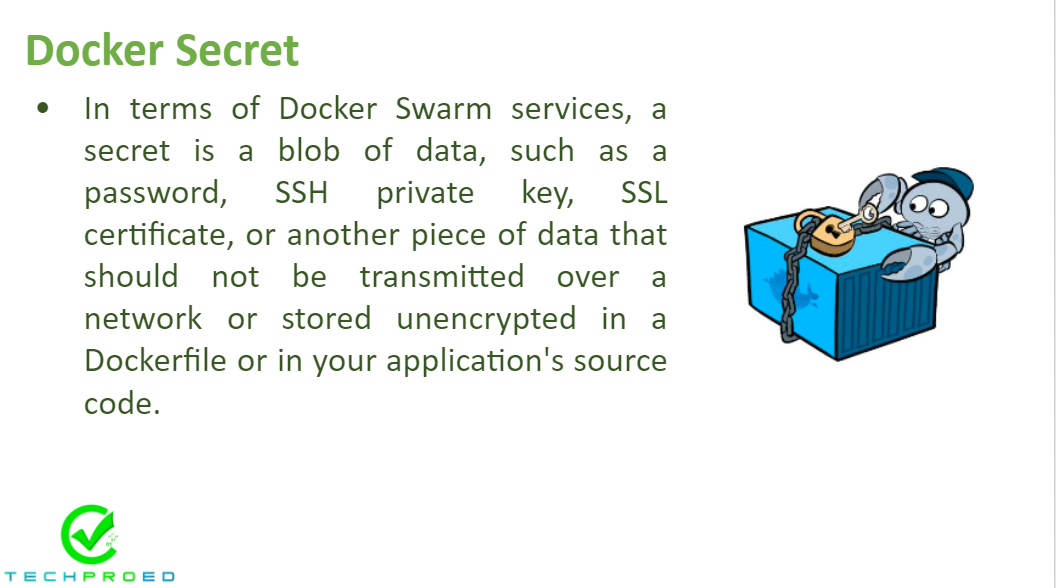 Docker Secret
• In terms of Docker Swarm services, a
secret is a blob of data, such as a
password, SSH private key, SSL
certificate, or another piece of data that
should not be transmitted over a
network or stored unencrypted in a
Dockerfile or in your application's source
code.
TECHPROED